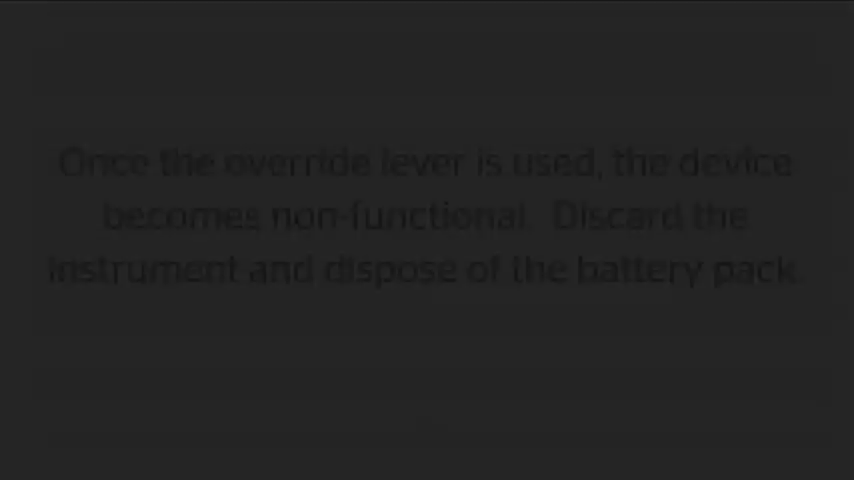 Once the override lever is used, the device
becomes non-functional. Discard the
instrument and dispose of the battery pack.